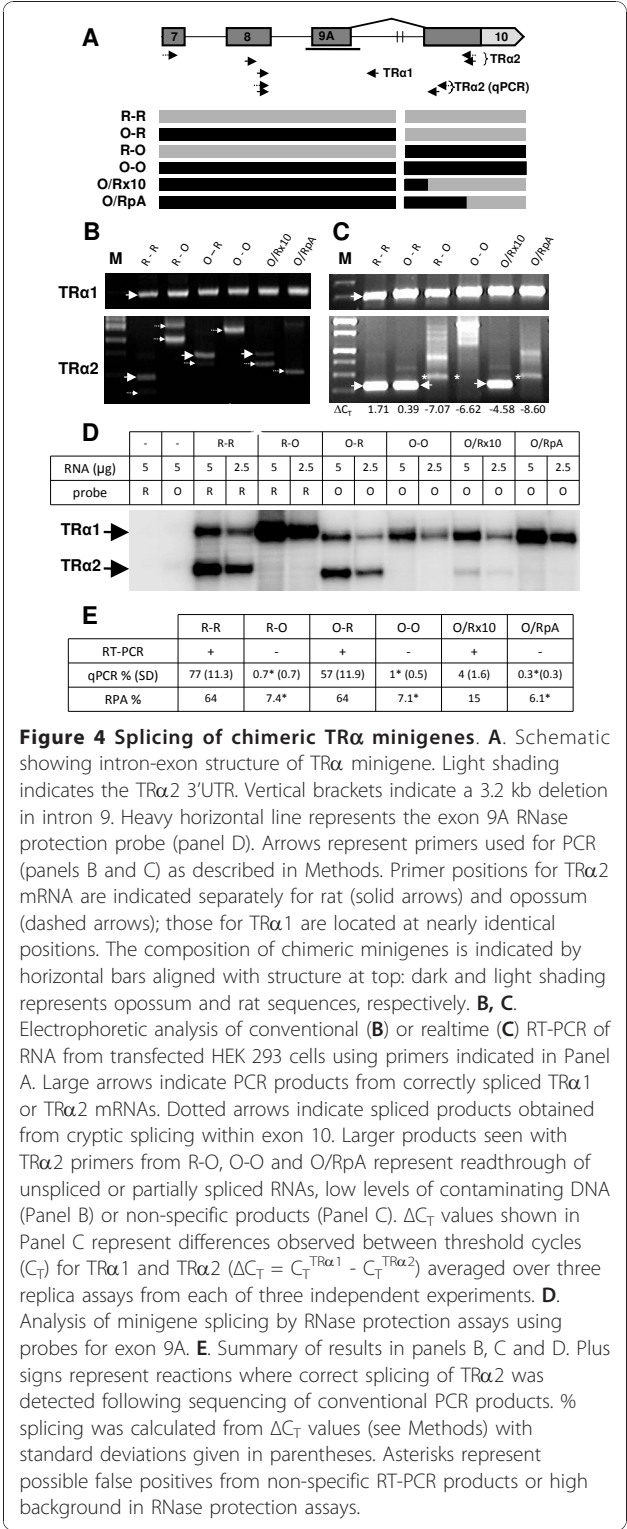 A
7 8 9A 10
}TRα2
TRα1
}TRα2 (qPCR)
R-R
O-R
R-O
O-O
O/Rx10
O/RpA
B
M R - R R - O O – R O - O O/Rx10 O/RpA
TRα1
TRα2
C
M R - R O - R R - O O - O O/Rx10 O/RpA
* * *
ΔCT 1.71 0.39 -7.07 -6.62 -4.58 -8.60
D
- - R-R R-O O-R O-O O/Rx10 O/RpA
RNA (µg) 5 5 5 2.5 5 2.5 5 2.5 5 2.5 5 2.5 5 2.5
probe R O R R R R O O O O O O O O
TRα1
TRα2
E
R-R R-O O-R O-O O/Rx10 O/RpA
RT-PCR + - + - + -
qPCR % (SD) 77 (11.3) 0.7* (0.7) 57 (11.9) 1* (0.5) 4 (1.6) 0.3*(0.3)
RPA % 64 7.4* 64 7.1* 15 6.1*
Figure 4 Splicing of chimeric TRα minigenes. A. Schematic
showing intron-exon structure of TRα minigene. Light shading
indicates the TRα2 3'UTR. Vertical brackets indicate a 3.2 kb deletion
in intron 9. Heavy horizontal line represents the exon 9A RNase
protection probe (panel D). Arrows represent primers used for PCR
(panels B and C) as described in Methods. Primer positions for TRα2
mRNA are indicated separately for rat (solid arrows) and opossum
(dashed arrows); those for TRα1 are located at nearly identical
positions. The composition of chimeric minigenes is indicated by
horizontal bars aligned with structure at top: dark and light shading
represents opossum and rat sequences, respectively. B, C.
Electrophoretic analysis of conventional (B) or realtime (C) RT-PCR of
RNA from transfected HEK 293 cells using primers indicated in Panel
A. Large arrows indicate PCR products from correctly spliced TRα1
or TRα2 mRNAs. Dotted arrows indicate spliced products obtained
from cryptic splicing within exon 10. Larger products seen with
TRα2 primers from R-O, O-O and O/RpA represent readthrough of
unspliced or partially spliced RNAs, low levels of contaminating DNA
(Panel B) or non-specific products (Panel C). ΔCT values shown in
Panel C represent differences observed between threshold cycles
(CT) for TRα1 and TRα2 (ΔCT = CT^TRα1 - CT^TRα2) averaged over three
replica assays from each of three independent experiments. D.
Analysis of minigene splicing by RNase protection assays using
probes for exon 9A. E. Summary of results in panels B, C and D. Plus
signs represent reactions where correct splicing of TRα2 was
detected following sequencing of conventional PCR products. %
splicing was calculated from ΔCT values (see Methods) with
standard deviations given in parentheses. Asterisks represent
possible false positives from non-specific RT-PCR products or high
background in RNase protection assays.